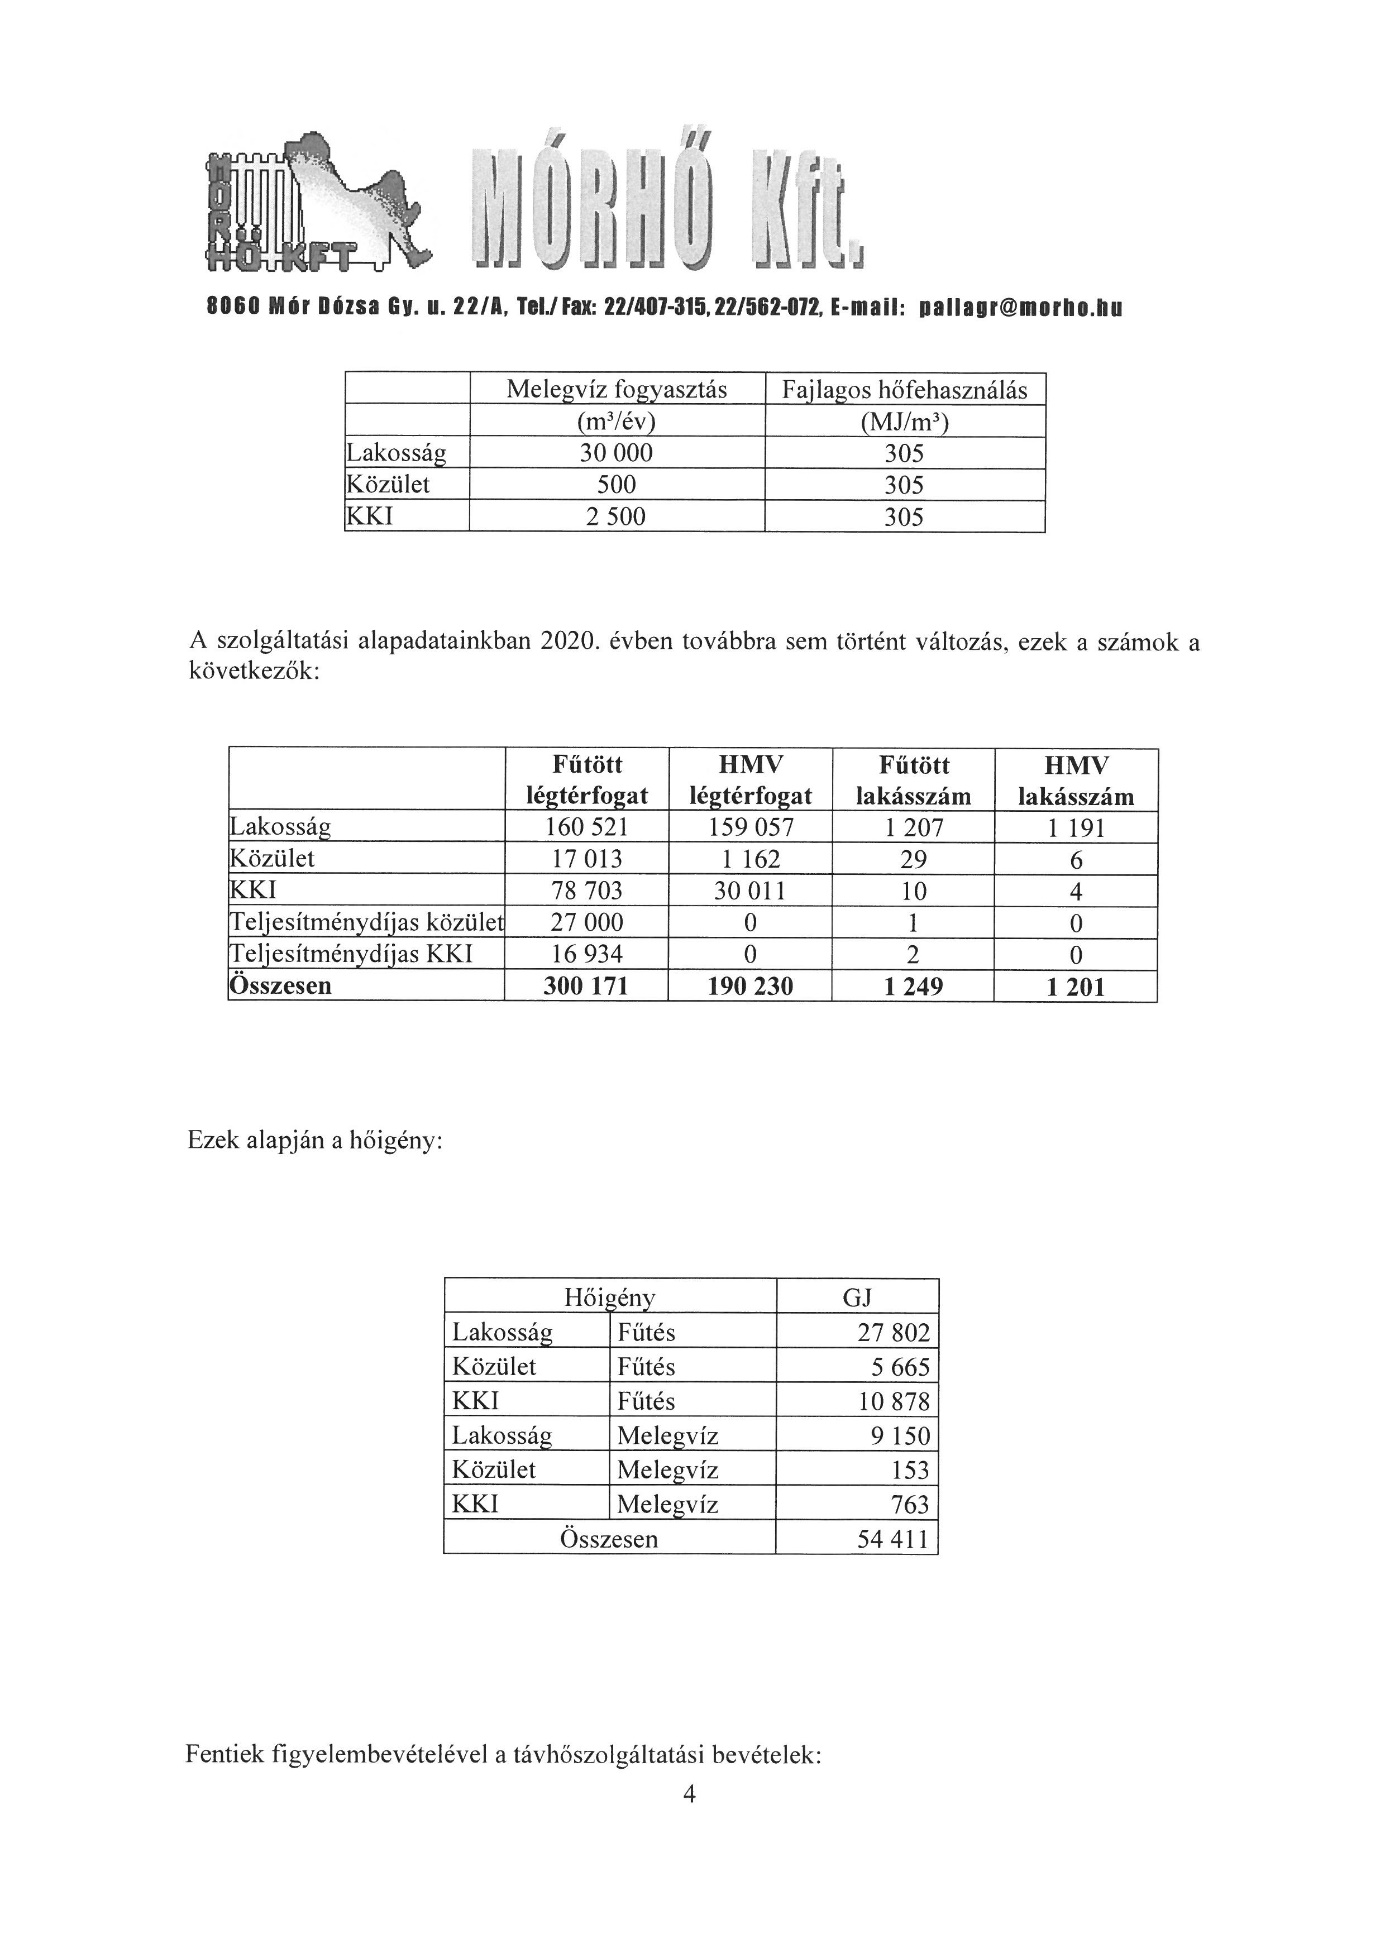 MÓRHŐ KFT
MÓRHŐ Kft.
8060 Mór Dózsa Gy. u. 22/A, Tel./Fax: 22/407-315, 22/562-072, E-mail: pallagr@morho.hu
Melegvíz fogyasztás Fajlagos hőfehasználás
(m³/év) (MJ/m³)
Lakosság 30 000 305
Közület 500 305
KKI 2 500 305
A szolgáltatási alapadatainkban 2020. évben továbbra sem történt változás, ezek a számok a
következők:
Fűtött HMV Fűtött HMV
légtérfogat légtérfogat lakásszám lakásszám
Lakosság 160 521 159 057 1 207 1 191
Közület 17 013 1 162 29 6
KKI 78 703 30 011 10 4
Teljesítménydíjas közület 27 000 0 1 0
Teljesítménydíjas KKI 16 934 0 2 0
Összesen 300 171 190 230 1 249 1 201
Ezek alapján a hőigény:
Hőigény GJ
Lakosság Fűtés 27 802
Közület Fűtés 5 665
KKI Fűtés 10 878
Lakosság Melegvíz 9 150
Közület Melegvíz 153
KKI Melegvíz 763
Összesen 54 411
Fentiek figyelembevételével a távhőszolgáltatási bevételek:
4